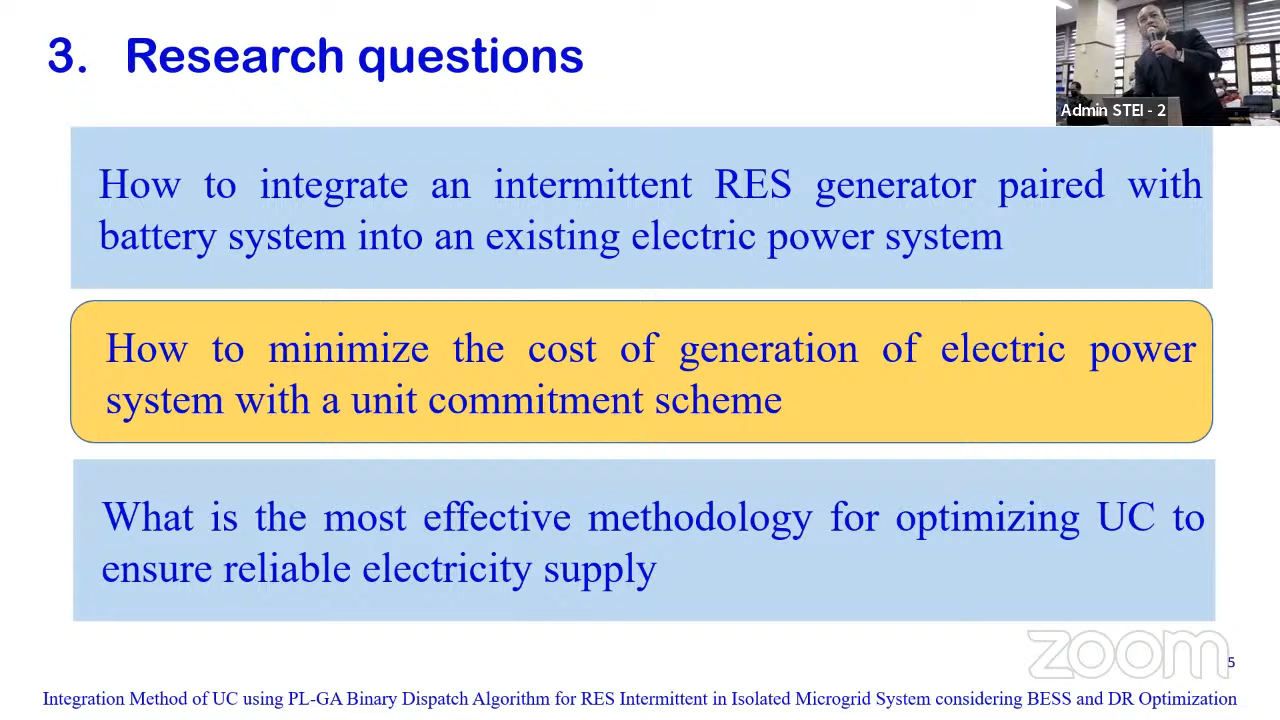 3. Research questions
Admin STEI - 2
How to integrate an intermittent RES generator paired with
battery system into an existing electric power system
How to minimize the cost of generation of electric power
system with a unit commitment scheme
What is the most effective methodology for optimizing UC to
ensure reliable electricity supply
zoom
5
Integration Method of UC using PL-GA Binary Dispatch Algorithm for RES Intermittent in Isolated Microgrid System considering BESS and DR Optimization